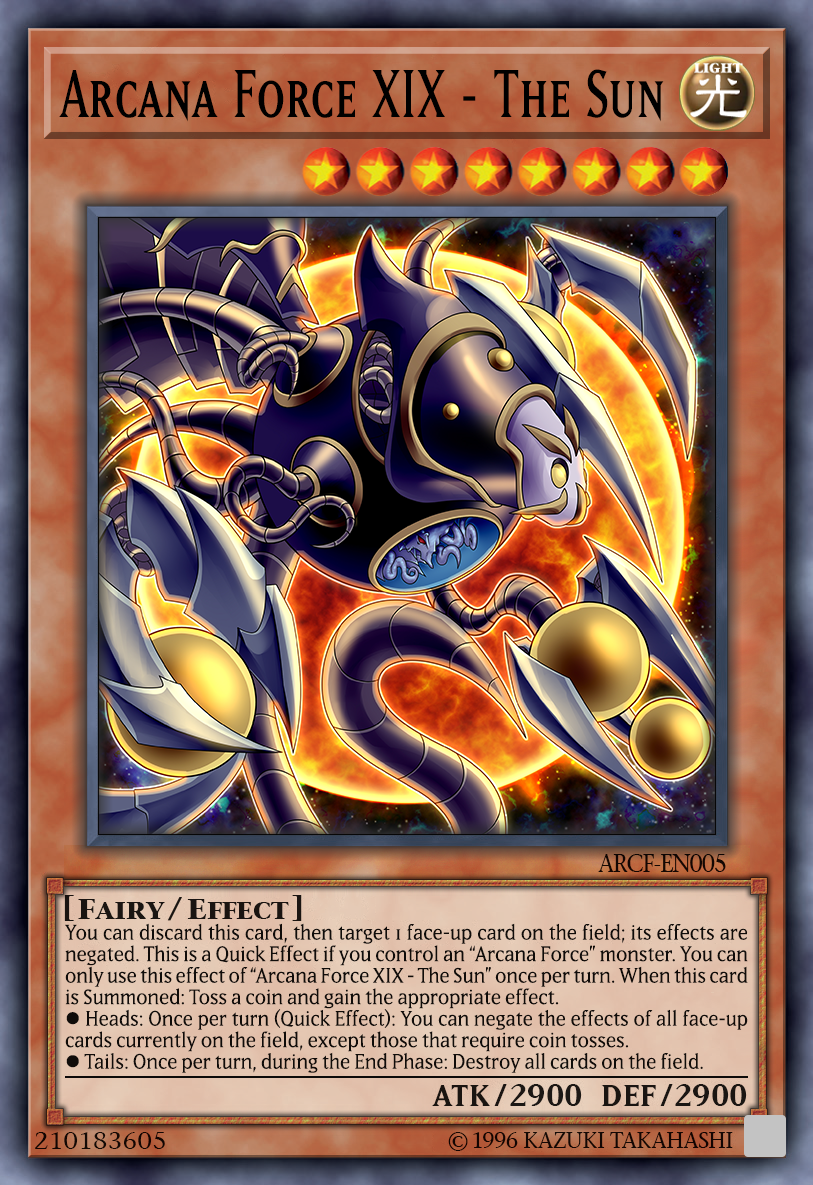 Arcana Force XIX - The Sun
LIGHT
光
ARCF-EN005
[Fairy/Effect]
You can discard this card, then target 1 face-up card on the field; its effects are
negated. This is a Quick Effect if you control an “Arcana Force” monster. You can
only use this effect of “Arcana Force XIX - The Sun” once per turn. When this card
is Summoned: Toss a coin and gain the appropriate effect.
● Heads: Once per turn (Quick Effect): You can negate the effects of all face-up
cards currently on the field, except those that require coin tosses.
● Tails: Once per turn, during the End Phase: Destroy all cards on the field.
ATK/2900 DEF/2900
210183605
© 1996 KAZUKI TAKAHASHI